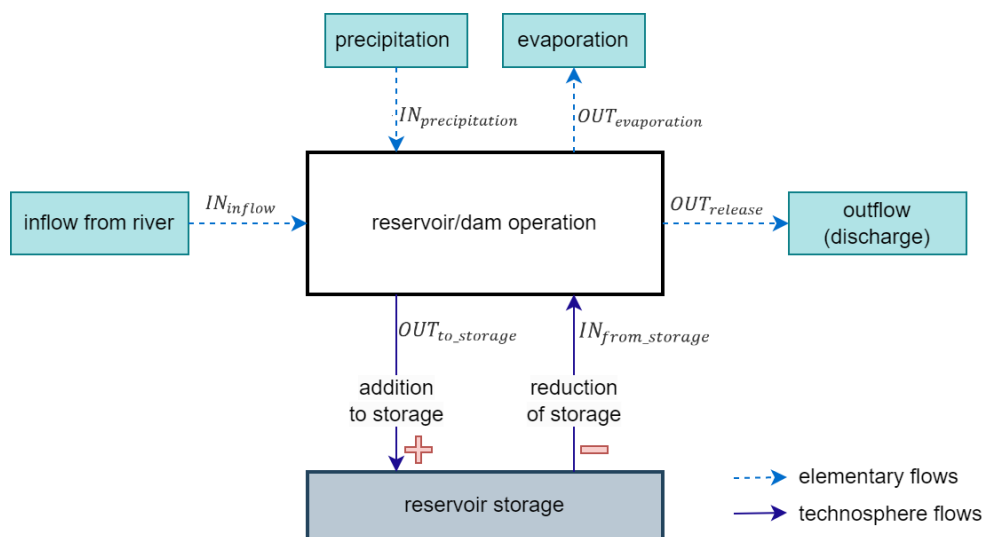 precipitation
evaporation
IN_precipitation
OUT_evaporation
inflow from river
IN_inflow
reservoir/dam operation
OUT_release
outflow
(discharge)
OUT_to_storage
IN_from_storage
addition
to storage
reduction
of storage
reservoir storage
elementary flows
technosphere flows